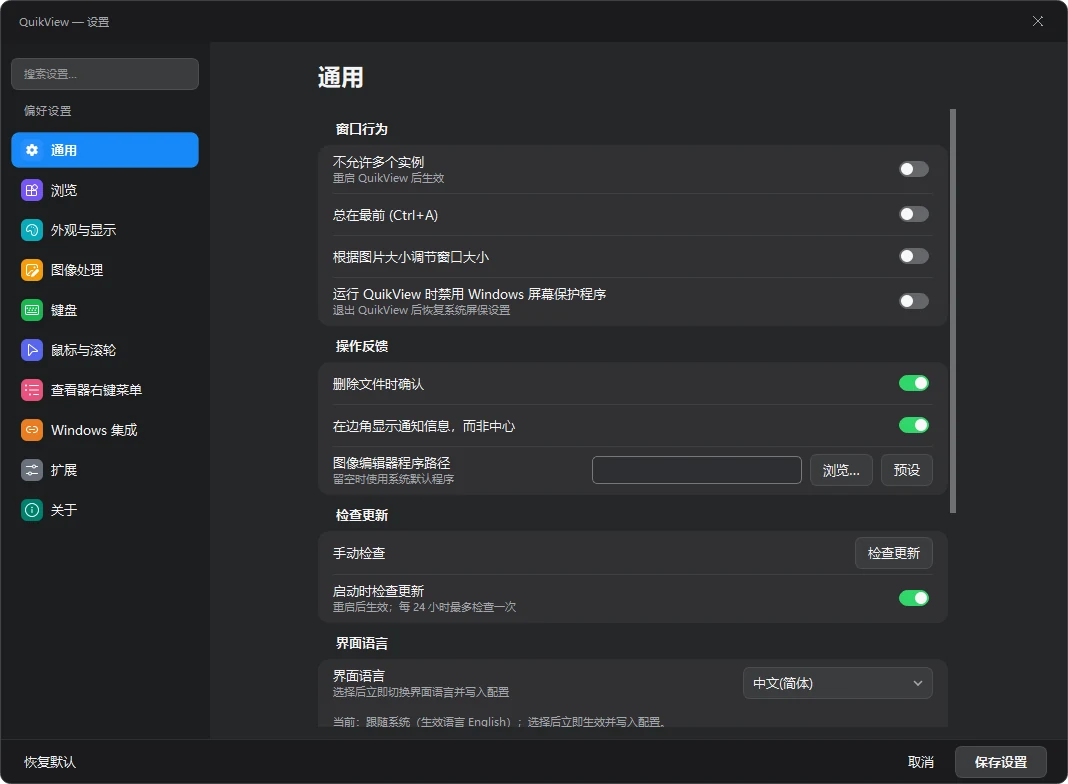 QuikView — 设置
搜索设置...
偏好设置
通用
浏览
外观与显示
图像处理
键盘
鼠标与滚轮
查看器右键菜单
Windows 集成
扩展
关于
通用
窗口行为
不允许多个实例
重启 QuikView 后生效
总在最前 (Ctrl+A)
根据图片大小调节窗口大小
运行 QuikView 时禁用 Windows 屏幕保护程序
退出 QuikView 后恢复系统屏保设置
操作反馈
删除文件时确认
在边角显示通知信息，而非中心
图像编辑器程序路径
留空时使用系统默认程序
浏览...
预设
检查更新
手动检查
检查更新
启动时检查更新
重启后生效；每 24 小时最多检查一次
界面语言
界面语言
选择后立即切换界面语言并写入配置
中文(简体)
当前：跟随系统（生效语言 English）；选择后立即生效并写入配置。
恢复默认
取消
保存设置